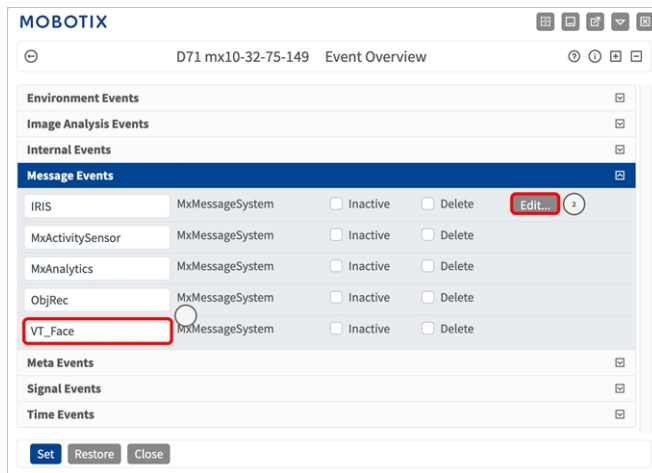 MOBOTIX
D71 mx10-32-75-149 Event Overview
Environment Events
Image Analysis Events
Internal Events
Message Events
IRIS MxMessageSystem Inactive Delete Edit... 2
MxActivitySensor MxMessageSystem Inactive Delete
MxAnalytics MxMessageSystem Inactive Delete
ObjRec MxMessageSystem Inactive Delete
VT_Face MxMessageSystem Inactive Delete
Meta Events
Signal Events
Time Events
Set Restore Close